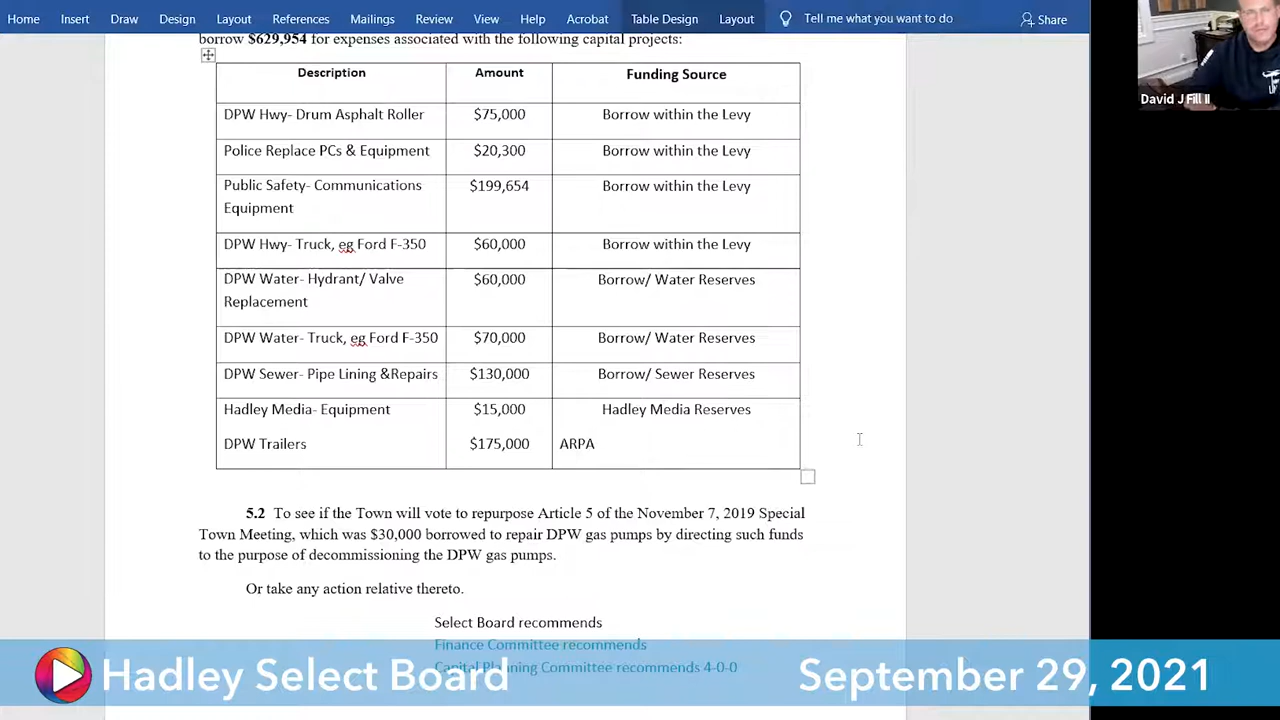 Home Insert Draw Design Layout References Mailings Review View Help Acrobat Table Design Layout Tell me what you want to do Share
borrow $629,954 for expenses associated with the following capital projects:
Description Amount Funding Source
DPW Hwy- Drum Asphalt Roller $75,000 Borrow within the Levy
Police Replace PCs & Equipment $20,300 Borrow within the Levy
Public Safety- Communications $199,654 Borrow within the Levy
Equipment
DPW Hwy- Truck, eg Ford F-350 $60,000 Borrow within the Levy
DPW Water- Hydrant/ Valve $60,000 Borrow/ Water Reserves
Replacement
DPW Water- Truck, eg Ford F-350 $70,000 Borrow/ Water Reserves
DPW Sewer- Pipe Lining &Repairs $130,000 Borrow/ Sewer Reserves
Hadley Media- Equipment $15,000 Hadley Media Reserves
DPW Trailers $175,000 ARPA
5.2 To see if the Town will vote to repurpose Article 5 of the November 7, 2019 Special
Town Meeting, which was $30,000 borrowed to repair DPW gas pumps by directing such funds
to the purpose of decommissioning the DPW gas pumps.
Or take any action relative thereto.
Select Board recommends
Finance Committee recommends
Capital Planning Committee recommends 4-0-0
Hadley Select Board September 29, 2021
David J Fill II